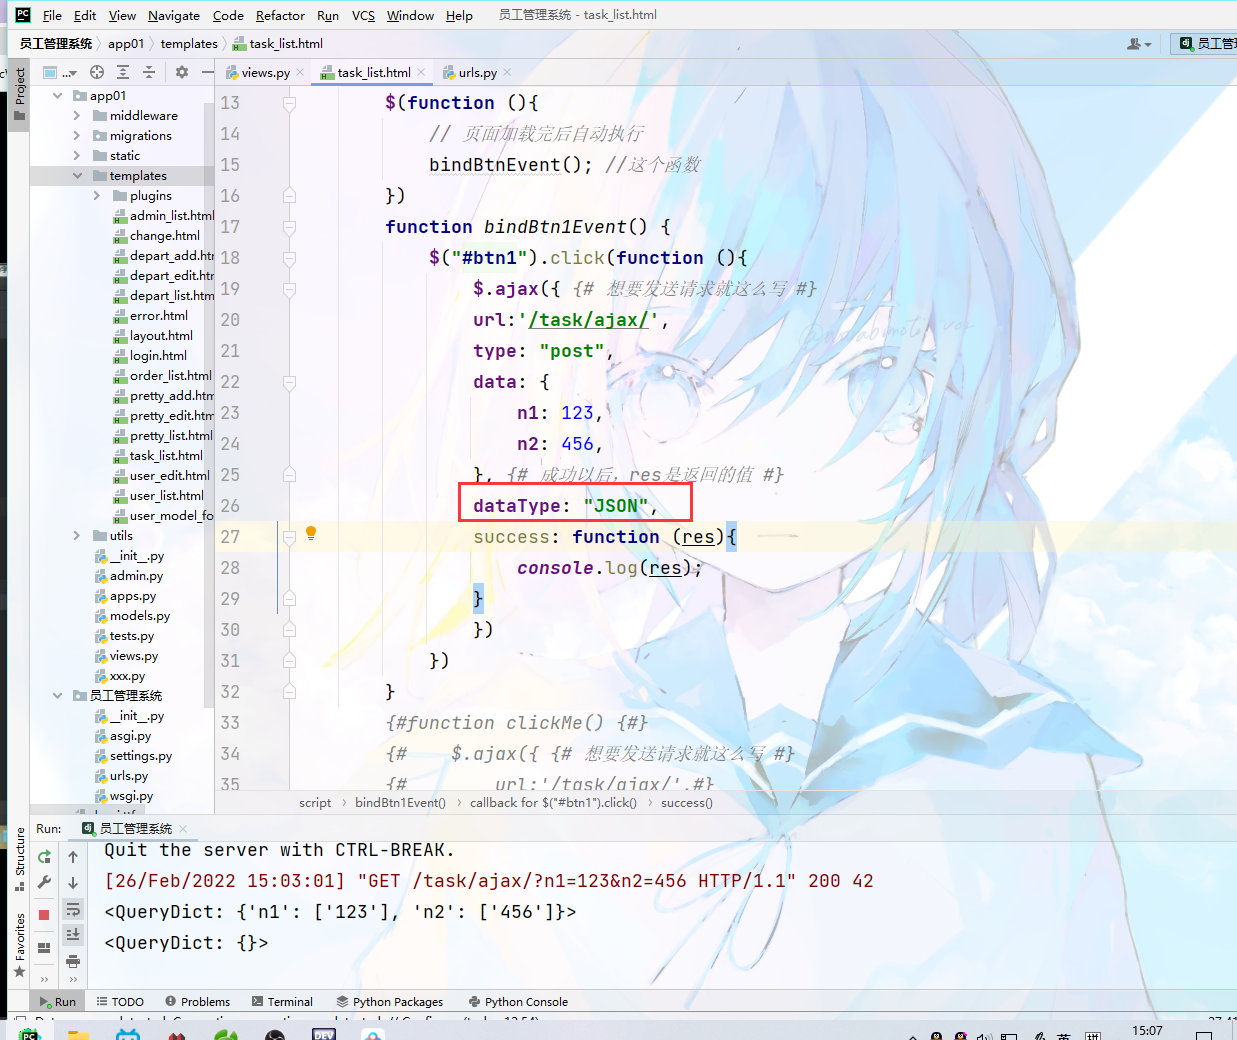 File Edit View Navigate Code Refactor Run VCS Window Help 员工管理系统 - task_list.html
员工管理系统 app01 templates task_list.html
员工管
Project
views.py task_list.html urls.py
app01
middleware
migrations
static
templates
plugins
admin_list.html
change.html
depart_add.htm
depart_edit.htm
depart_list.htm
error.html
layout.html
login.html
order_list.html
pretty_add.htm
pretty_edit.htm
pretty_list.html
task_list.html
user_edit.html
user_list.html
user_model_fo
utils
__init__.py
admin.py
apps.py
models.py
tests.py
views.py
xxx.py
员工管理系统
__init__.py
asgi.py
settings.py
urls.py
wsgi.py
13 $(function (){
14 // 页面加载完后自动执行
15 bindBtnEvent(); //这个函数
16 })
17 function bindBtn1Event() {
18 $("#btn1").click(function (){
19 $.ajax({ {# 想要发送请求就这么写 #}
20 url:'/task/ajax/',
21 type: "post",
22 data: {
23 n1: 123,
24 n2: 456,
25 }, {# 成功以后，res是返回的值 #}
26 dataType: "JSON",
27 success: function (res){
28 console.log(res);
29 }
30 })
31 })
32 }
33 {#function clickMe() {#}
34 {# $.ajax({ {# 想要发送请求就这么写 #}
35 {# url:'/task/ajax/',#}
script bindBtn1Event() callback for $("#btn1").click() success()
Run: 员工管理系统
Structure
Favorites
Quit the server with CTRL-BREAK.
[26/Feb/2022 15:03:01] "GET /task/ajax/?n1=123&n2=456 HTTP/1.1" 200 42
<QueryDict: {'n1': ['123'], 'n2': ['456']}>
<QueryDict: {}>
Run TODO Problems Terminal Python Packages Python Console
15:07